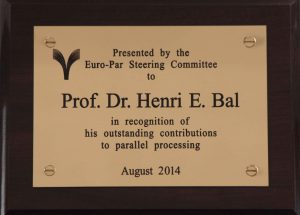 Presented by the
Euro-Par Steering Committee
to
Prof. Dr. Henri E. Bal
in recognition of
his outstanding contributions
to parallel processing
August 2014